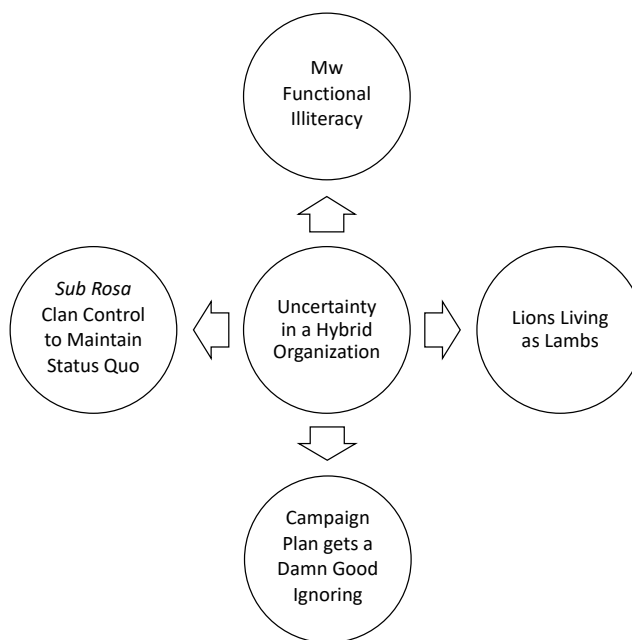 Mw
Functional
Illiteracy
Sub Rosa
Clan Control
to Maintain
Status Quo
Uncertainty
in a Hybrid
Organization
Lions Living
as Lambs
Campaign
Plan gets a
Damn Good
Ignoring